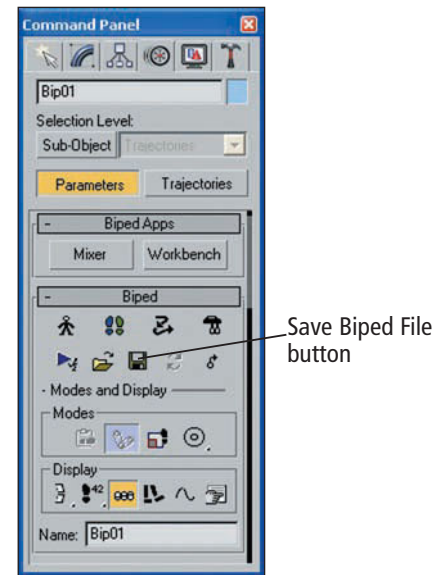 Command Panel
Bip01
Selection Level:
Sub-Object Trajectories
Parameters Trajectories
- Biped Apps
Mixer Workbench
- Biped
Save Biped File
button
- Modes and Display
Modes
Display
42
Name: Bip01